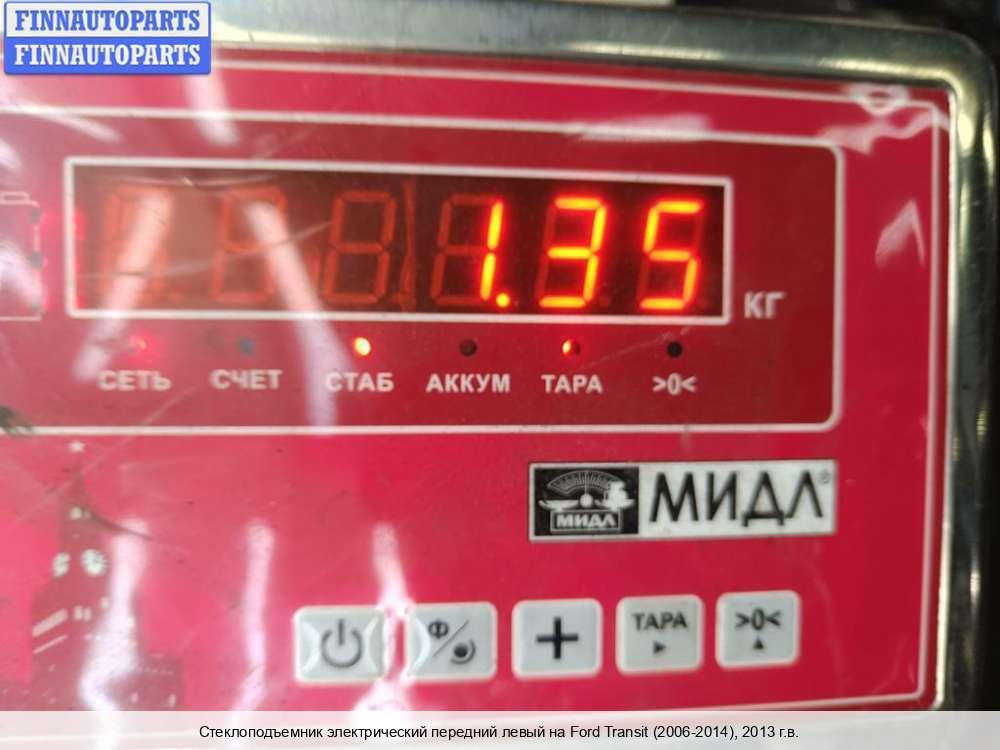 FINNAUTOPARTS
FINNAUTOPARTS
1.35
КГ
СЕТЬ СЧЕТ СТАБ АККУМ ТАРА >0<
МИДЛ
МИДЛ®
Ф ТАРА >0<
Стеклоподъемник электрический передний левый на Ford Transit (2006-2014), 2013 г.в.